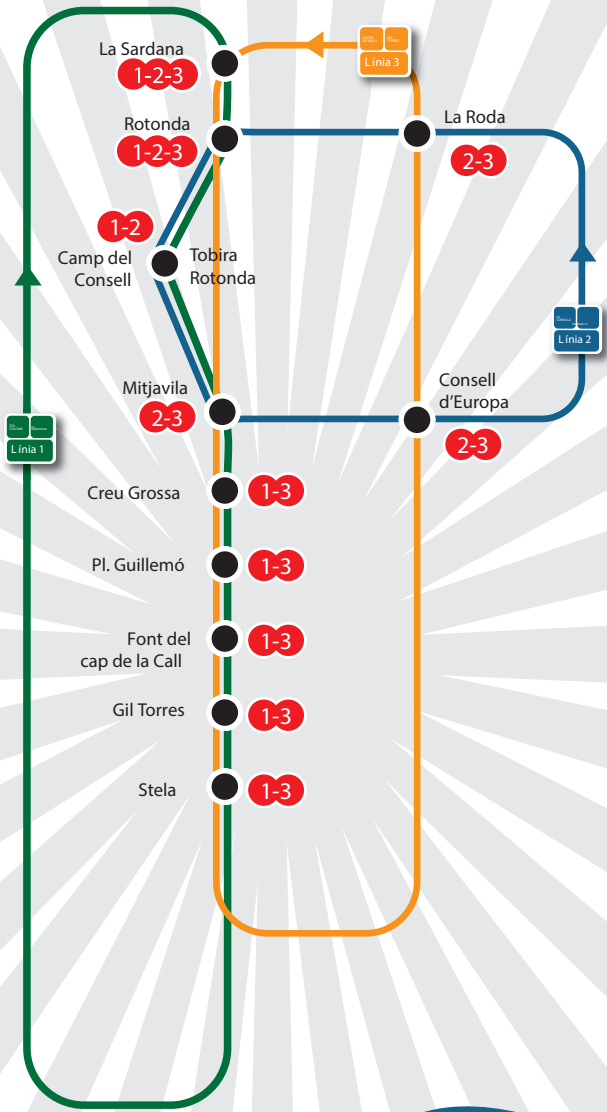 La Sardana
1-2-3
Línia 3
Rotonda
1-2-3
La Roda
2-3
1-2
Camp del
Consell
Tobira
Rotonda
Línia 2
Mitjavila
2-3
Consell
d'Europa
2-3
Línia 1
Creu Grossa
1-3
Pl. Guillemó
1-3
Font del
cap de la Call
1-3
Gil Torres
1-3
Stela
1-3